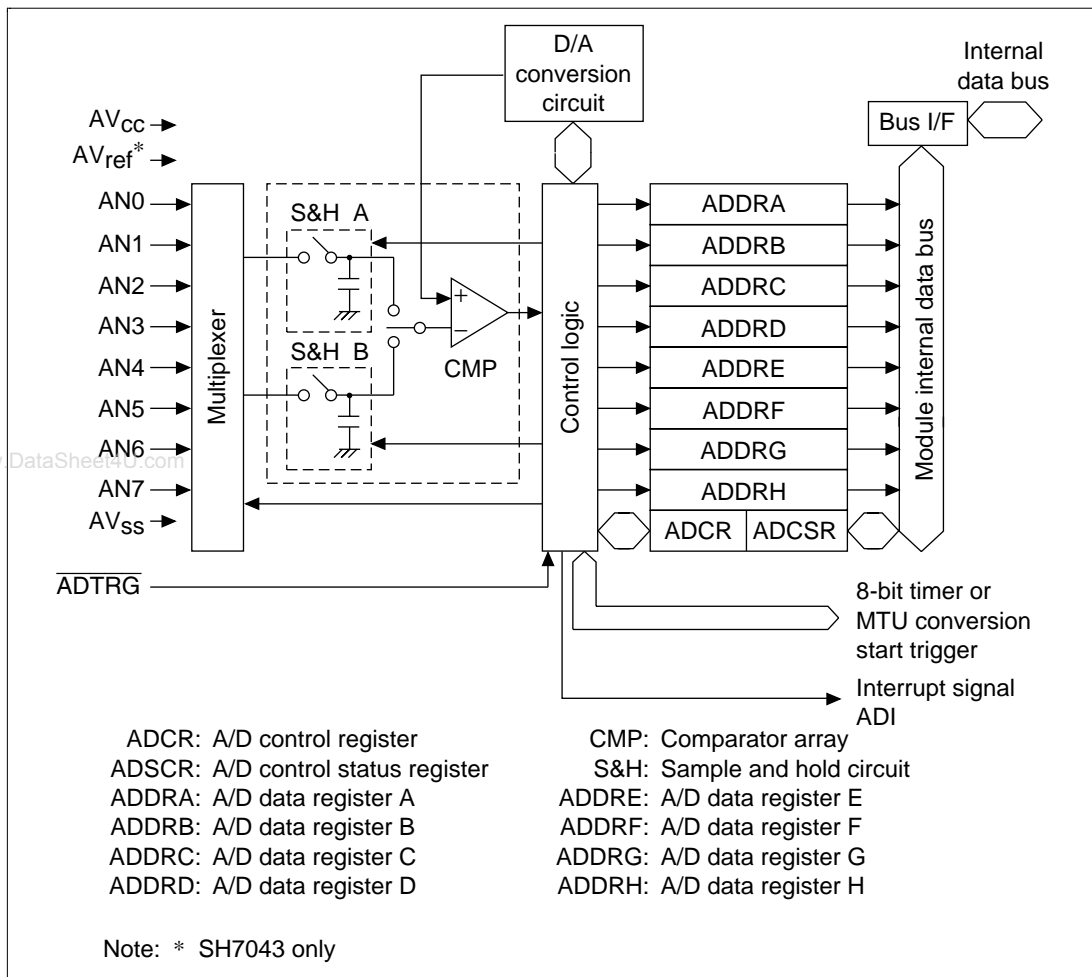 D/A
conversion
circuit
Internal
data bus
Bus I/F
AVcc
AVref*
AN0
AN1
AN2
AN3
AN4
AN5
AN6
AN7
AVss
ADTRG
Multiplexer
S&H A
S&H B
+
−
CMP
Control logic
ADDRA
ADDRB
ADDRC
ADDRD
ADDRE
ADDRF
ADDRG
ADDRH
ADCR
ADCSR
Module internal data bus
8-bit timer or
MTU conversion
start trigger
Interrupt signal
ADI
w.DataSheet4U.com
ADCR: A/D control register
ADSCR: A/D control status register
ADDRA: A/D data register A
ADDRB: A/D data register B
ADDRC: A/D data register C
ADDRD: A/D data register D
CMP: Comparator array
S&H: Sample and hold circuit
ADDRE: A/D data register E
ADDRF: A/D data register F
ADDRG: A/D data register G
ADDRH: A/D data register H
Note: * SH7043 only